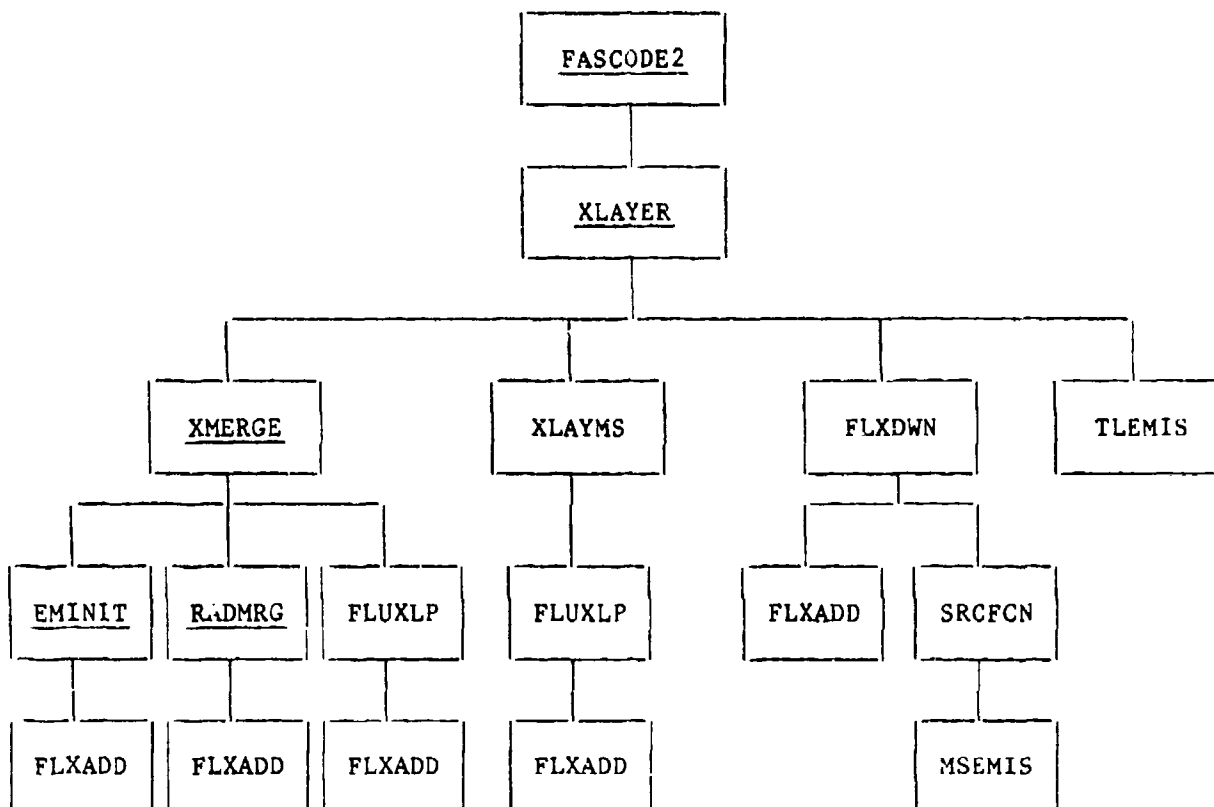 FASCODE2
XLAYER
XMERGE XLAYMS FLXDWN TLEMIS
EMINIT RADMRG FLUXLP FLUXLP FLXADD SRCFCN
FLXADD FLXADD FLXADD FLXADD MSEMIS